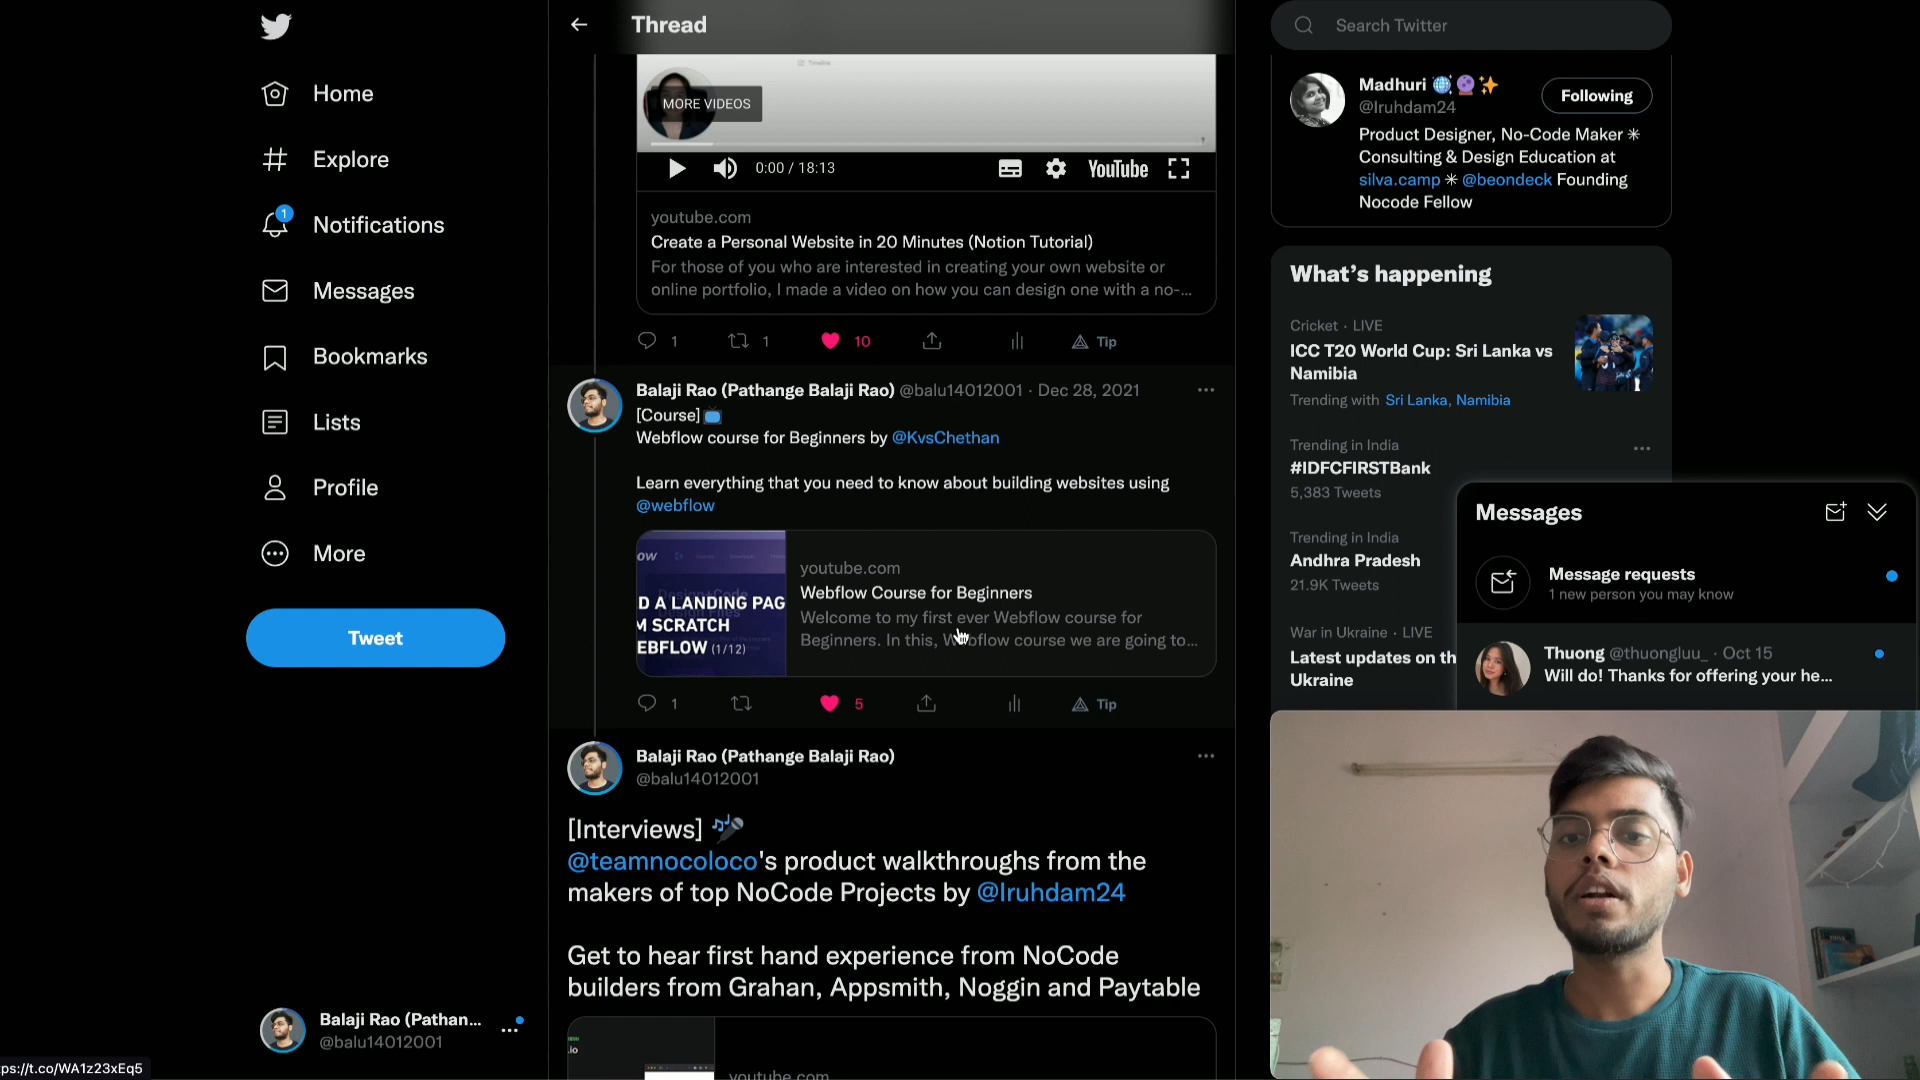 Home
Explore
1
Notifications
Messages
Bookmarks
Lists
Profile
More
Tweet
Balaji Rao (Pathan...
@balu14012001
ps://t.co/WA1z23xEq5
Thread
Timeline
MORE VIDEOS
0:00 / 18:13
YouTube
youtube.com
Create a Personal Website in 20 Minutes (Notion Tutorial)
For those of you who are interested in creating your own website or
online portfolio, I made a video on how you can design one with a no-...
1
1
10
Tip
Balaji Rao (Pathange Balaji Rao) @balu14012001 · Dec 28, 2021
[Course]
Webflow course for Beginners by @KvsChethan
Learn everything that you need to know about building websites using
@webflow
OW
D A LANDING PAG
M SCRATCH
EBFLOW (1/12)
youtube.com
Webflow Course for Beginners
Welcome to my first ever Webflow course for
Beginners. In this, Webflow course we are going to...
1
5
Tip
Balaji Rao (Pathange Balaji Rao)
@balu14012001
[Interviews]
@teamnocoloco's product walkthroughs from the
makers of top NoCode Projects by @Iruhdam24
Get to hear first hand experience from NoCode
builders from Grahan, Appsmith, Noggin and Paytable
.io
youtube.com
Search Twitter
Madhuri
@Iruhdam24
Following
Product Designer, No-Code Maker ✳
Consulting & Design Education at
silva.camp ✳ @beondeck Founding
Nocode Fellow
What's happening
Cricket · LIVE
ICC T20 World Cup: Sri Lanka vs
Namibia
Trending with Sri Lanka, Namibia
Trending in India
#IDFCFIRSTBank
5,383 Tweets
Trending in India
Andhra Pradesh
21.9K Tweets
War in Ukraine · LIVE
Latest updates on th
Ukraine
Messages
Message requests
1 new person you may know
Thuong @thuongluu_ · Oct 15
Will do! Thanks for offering your he...